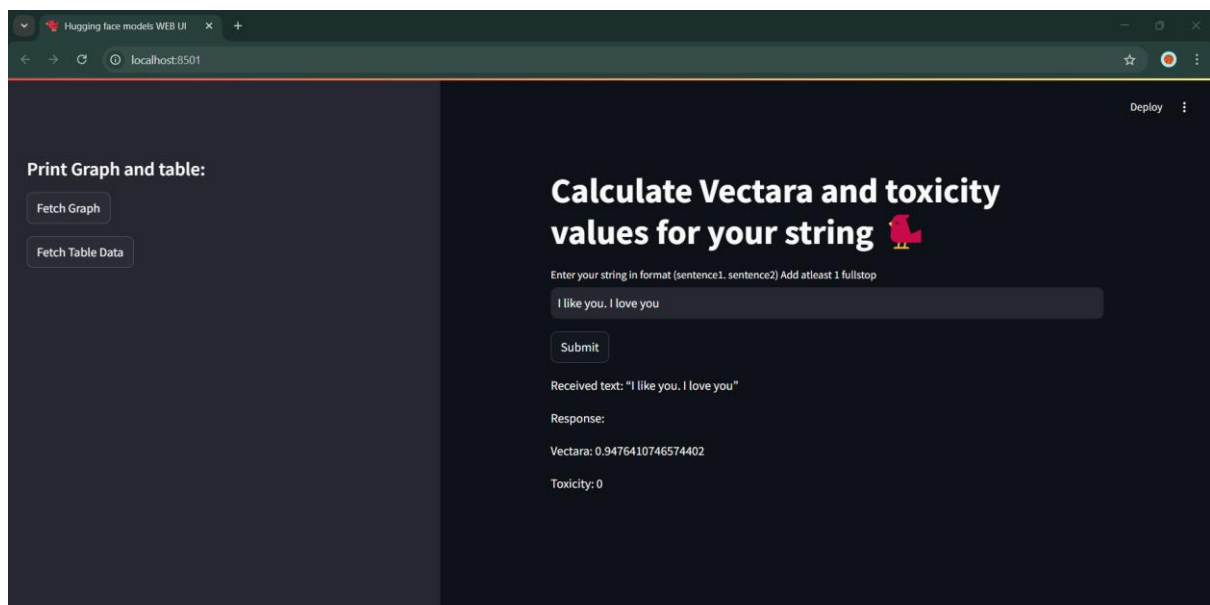 Hugging face models WEB UI
localhost:8501
Deploy
Print Graph and table:
Fetch Graph
Fetch Table Data
Calculate Vectara and toxicity
values for your string
Enter your string in format (sentence1. sentence2) Add atleast 1 fullstop
I like you. I love you
Submit
Received text: “I like you. I love you”
Response:
Vectara: 0.9476410746574402
Toxicity: 0